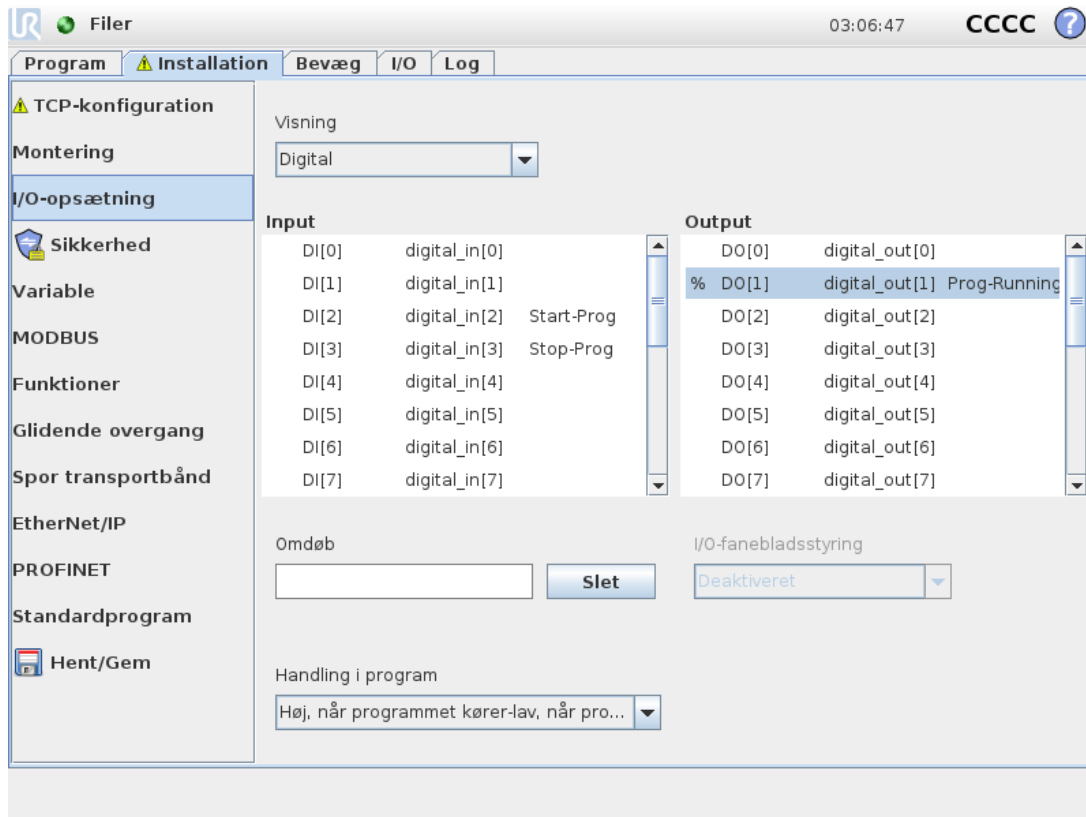 UR Filer 03:06:47 CCCC ?
Program Installation Bevæg I/O Log
TCP-konfiguration
Montering
I/O-opsætning
Sikkerhed
Variable
MODBUS
Funktioner
Glidende overgang
Spor transportbånd
EtherNet/IP
PROFINET
Standardprogram
Hent/Gem
Visning
Digital
Input
DI[0] digital_in[0]
DI[1] digital_in[1]
DI[2] digital_in[2] Start-Prog
DI[3] digital_in[3] Stop-Prog
DI[4] digital_in[4]
DI[5] digital_in[5]
DI[6] digital_in[6]
DI[7] digital_in[7]
Output
DO[0] digital_out[0]
% DO[1] digital_out[1] Prog-Running
DO[2] digital_out[2]
DO[3] digital_out[3]
DO[4] digital_out[4]
DO[5] digital_out[5]
DO[6] digital_out[6]
DO[7] digital_out[7]
Omdøb
Slet
I/O-fanebladsstyring
Deaktiveret
Handling i program
Høj, når programmet kører-lav, når pro...